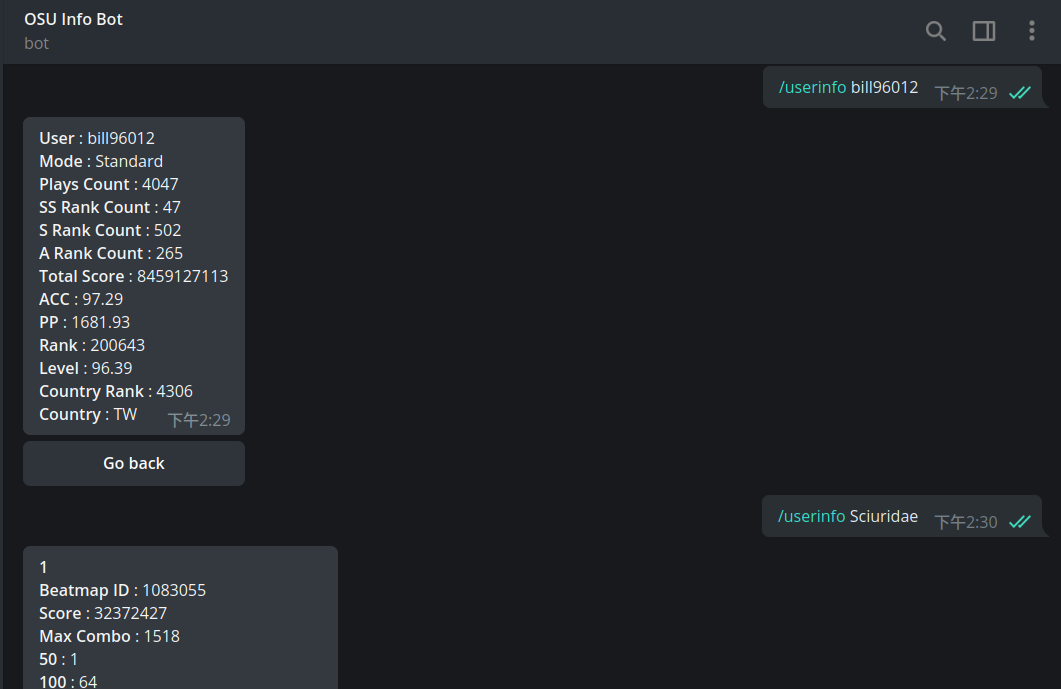 OSU Info Bot
bot
/userinfo bill96012 下午2:29
User : bill96012
Mode : Standard
Plays Count : 4047
SS Rank Count : 47
S Rank Count : 502
A Rank Count : 265
Total Score : 8459127113
ACC : 97.29
PP : 1681.93
Rank : 200643
Level : 96.39
Country Rank : 4306
Country : TW 下午2:29
Go back
/userinfo Sciuridae 下午2:30
1
Beatmap ID : 1083055
Score : 32372427
Max Combo : 1518
50 : 1
100 : 64